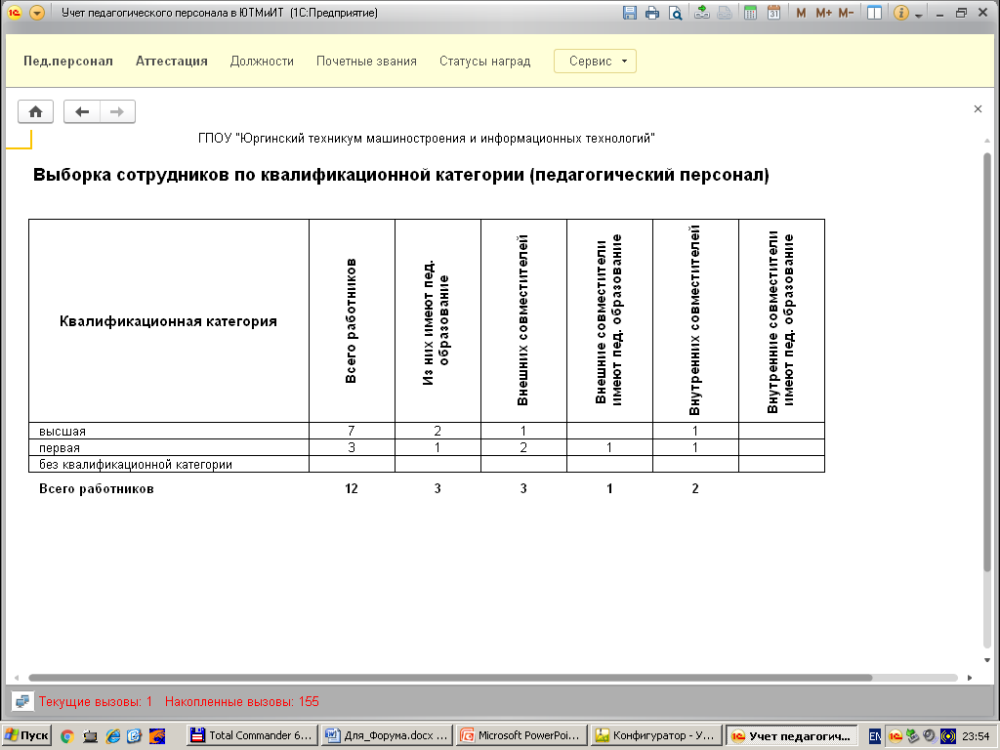 Учет педагогического персонала в ЮТМиИТ (1С:Предприятие)
M M+ M-
Пед.персонал Аттестация Должности Почетные звания Статусы наград Сервис
ГПОУ "Юргинский техникум машиностроения и информационных технологий"
Выборка сотрудников по квалификационной категории (педагогический персонал)
Квалификационная категория
Всего работников
Из них имеют пед.
образование
Внешних совместителей
Внешние совместители
имеют пед. образование
Внутренних совместителей
Внутренние совместители
имеют пед. образование
высшая 7 2 1 1
первая 3 1 2 1 1
без квалификационной категории
Всего работников 12 3 3 1 2
Текущие вызовы: 1 Накопленные вызовы: 155
Пуск Total Commander 6... Для_Форума.docx ... Microsoft PowerPoi... Конфигуратор - У... Учет педагогич... EN 23:54